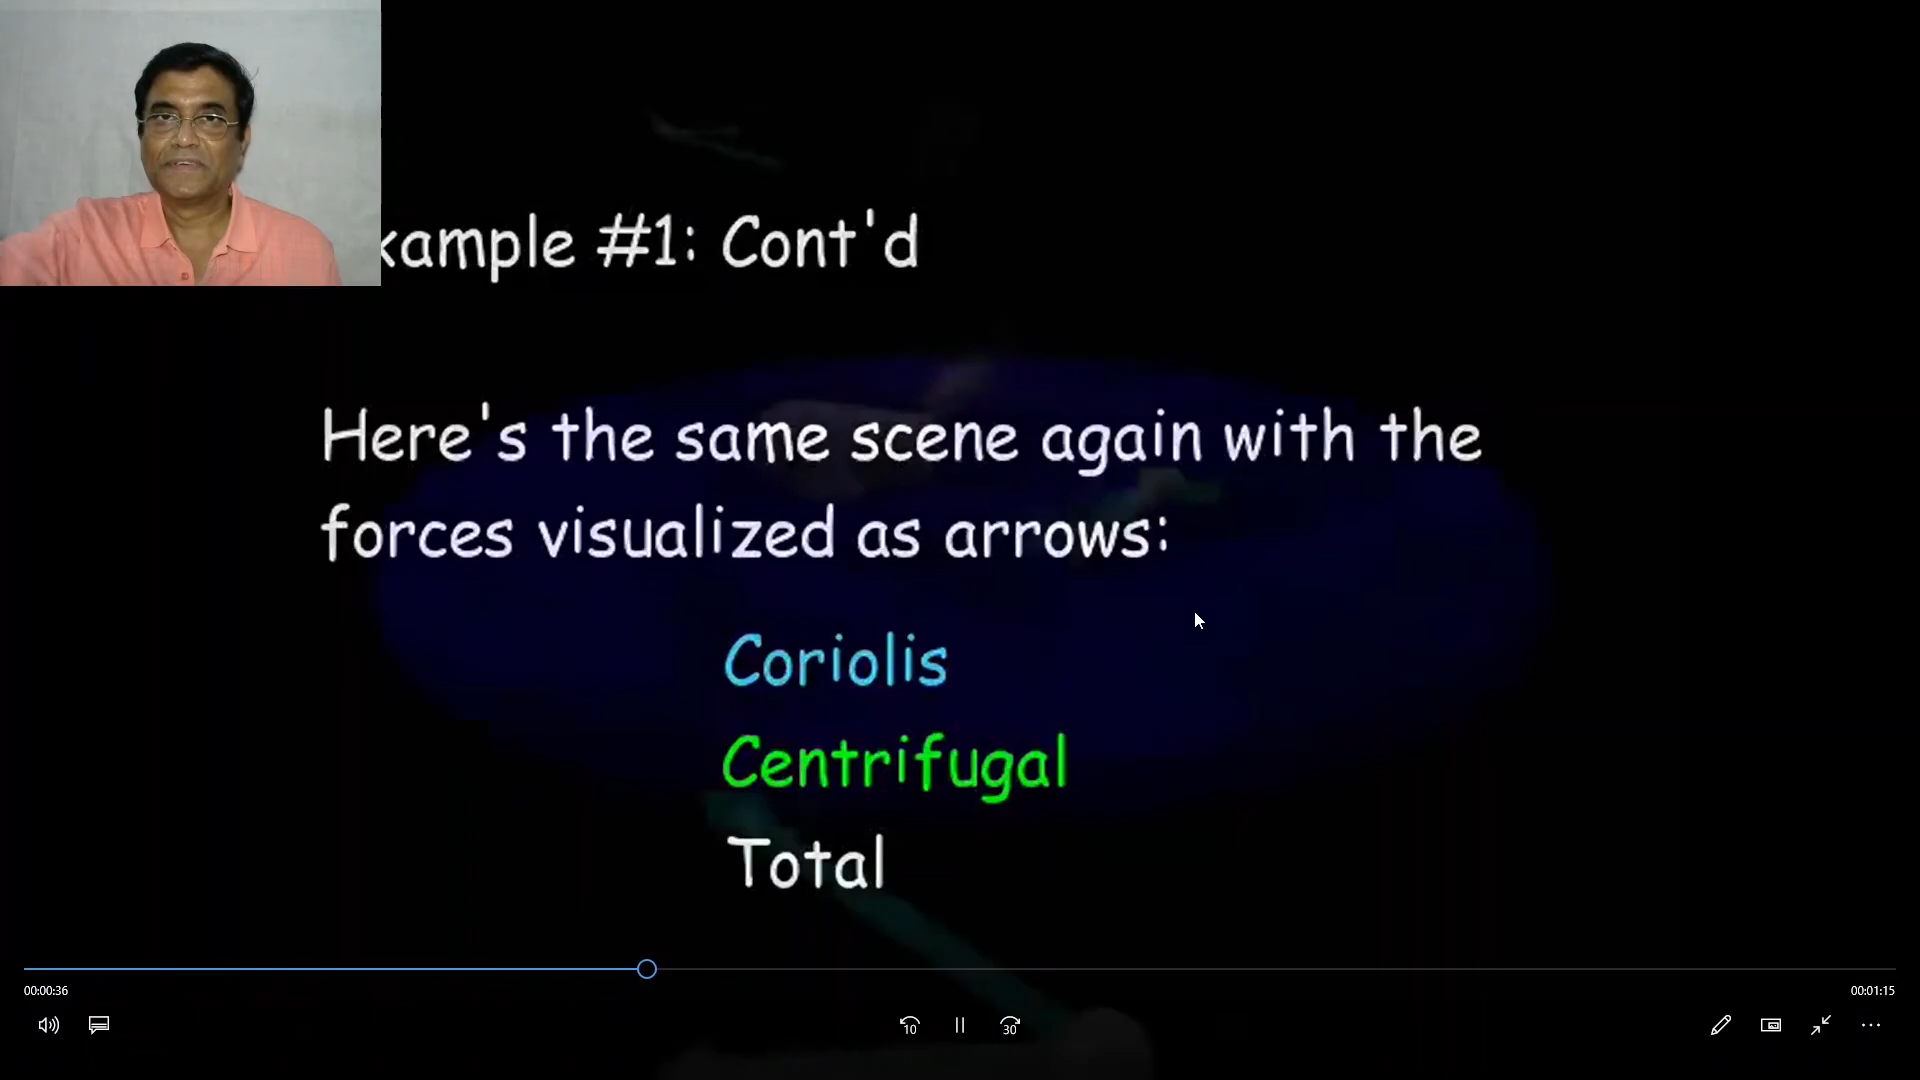 xample #1: Cont'd
Here's the same scene again with the
forces visualized as arrows:
Coriolis
Centrifugal
Total
00:00:36
00:01:15
10
30